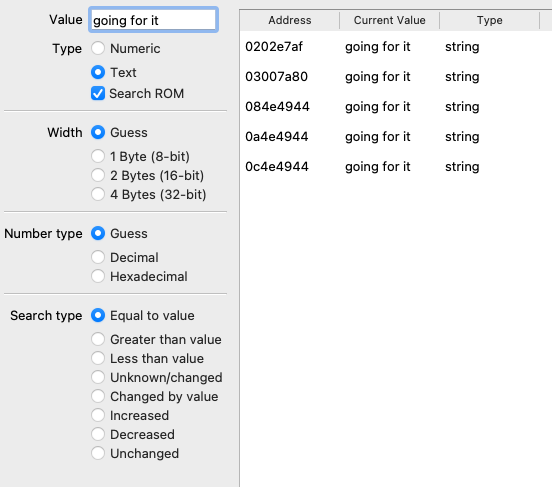 Value going for it
Type Numeric
Text
Search ROM
Width Guess
1 Byte (8-bit)
2 Bytes (16-bit)
4 Bytes (32-bit)
Number type Guess
Decimal
Hexadecimal
Search type Equal to value
Greater than value
Less than value
Unknown/changed
Changed by value
Increased
Decreased
Unchanged
Address Current Value Type
0202e7af going for it string
03007a80 going for it string
084e4944 going for it string
0a4e4944 going for it string
0c4e4944 going for it string